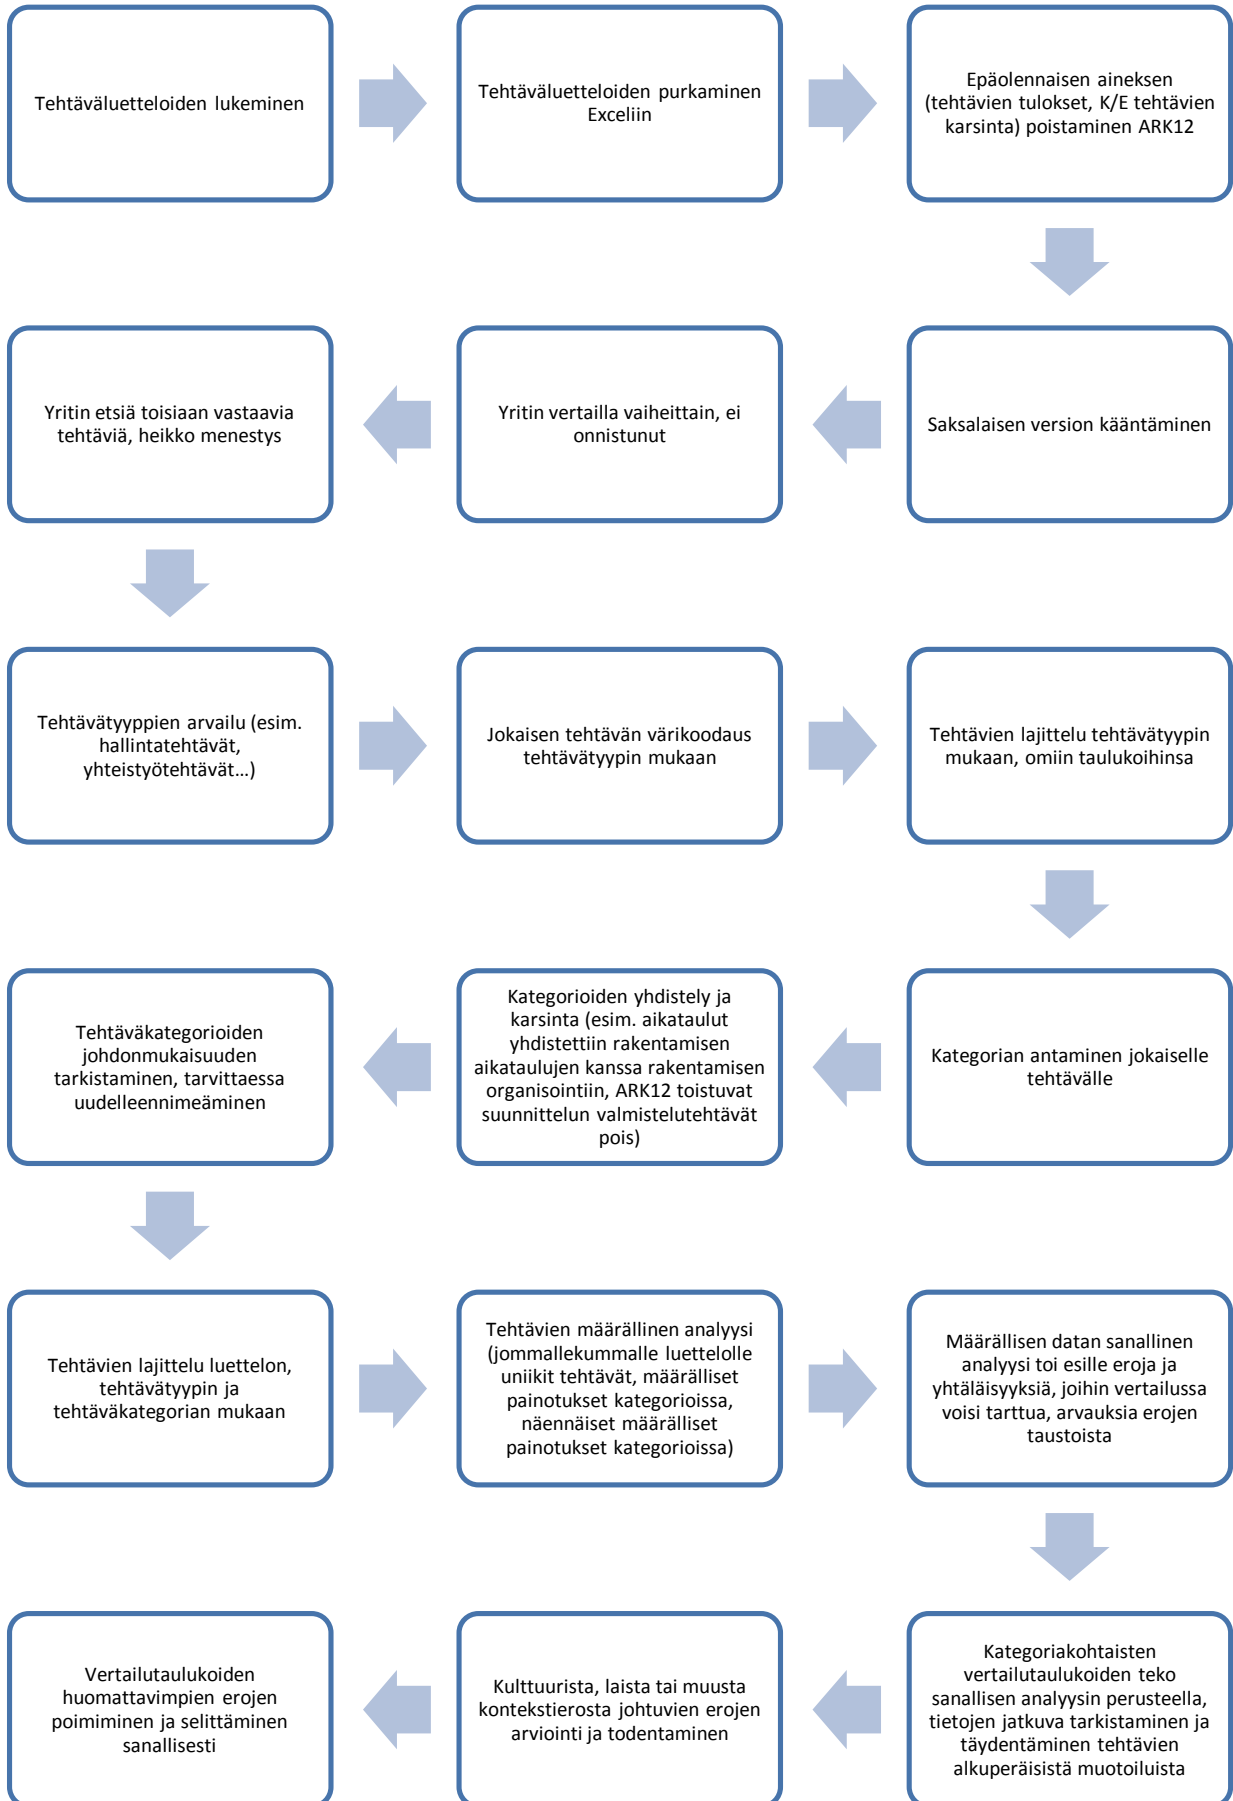 Tehtäväluetteloiden lukeminen
Tehtäväluetteloiden purkaminen
Exceliin
Epäolennaisen aineksen
(tehtävien tulokset, K/E tehtävien
karsinta) poistaminen ARK12
Saksalaisen version kääntäminen
Yritin vertailla vaiheittain, ei
onnistunut
Yritin etsiä toisiaan vastaavia
tehtäviä, heikko menestys
Tehtävätyyppien arvailu (esim.
hallintatehtävät,
yhteistyötehtävät...)
Jokaisen tehtävän värikoodaus
tehtävätyypin mukaan
Tehtävien lajittelu tehtävätyypin
mukaan, omiin taulukoihinsa
Kategorian antaminen jokaiselle
tehtävälle
Kategorioiden yhdistely ja
karsinta (esim. aikataulut
yhdistettiin rakentamisen
aikataulujen kanssa rakentamisen
organisointiin, ARK12 toistuvat
suunnittelun valmistelutehtävät
pois)
Tehtäväkategorioiden
johdonmukaisuuden
tarkistaminen, tarvittaessa
uudelleennimeäminen
Tehtävien lajittelu luettelon,
tehtävätyypin ja
tehtäväkategorian mukaan
Tehtävien määrällinen analyysi
(jommallekummalle luettelolle
uniikit tehtävät, määrälliset
painotukset kategorioissa,
näennäiset määrälliset
painotukset kategorioissa)
Määrällisen datan sanallinen
analyysi toi esille eroja ja
yhtäläisyyksiä, joihin vertailussa
voisi tarttua, arvauksia erojen
taustoista
Kategoriakohtaisten
vertailutaulukoiden teko
sanallisen analyysin perusteella,
tietojen jatkuva tarkistaminen ja
täydentäminen tehtävien
alkuperäisistä muotoiluista
Kulttuurista, laista tai muusta
kontekstierosta johtuvien erojen
arviointi ja todentaminen
Vertailutaulukoiden
huomattavimpien erojen
poimiminen ja selittäminen
sanallisesti